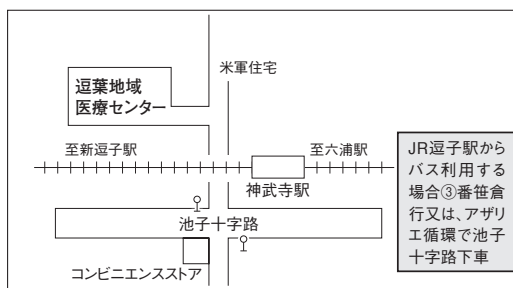 米軍住宅
逗葉地域
医療センター
至新逗子駅
至六浦駅
神武寺駅
池子十字路
コンビニエンスストア
JR逗子駅から
バス利用する
場合③番笹倉
行又は、アザリ
エ循環で池子
十字路下車